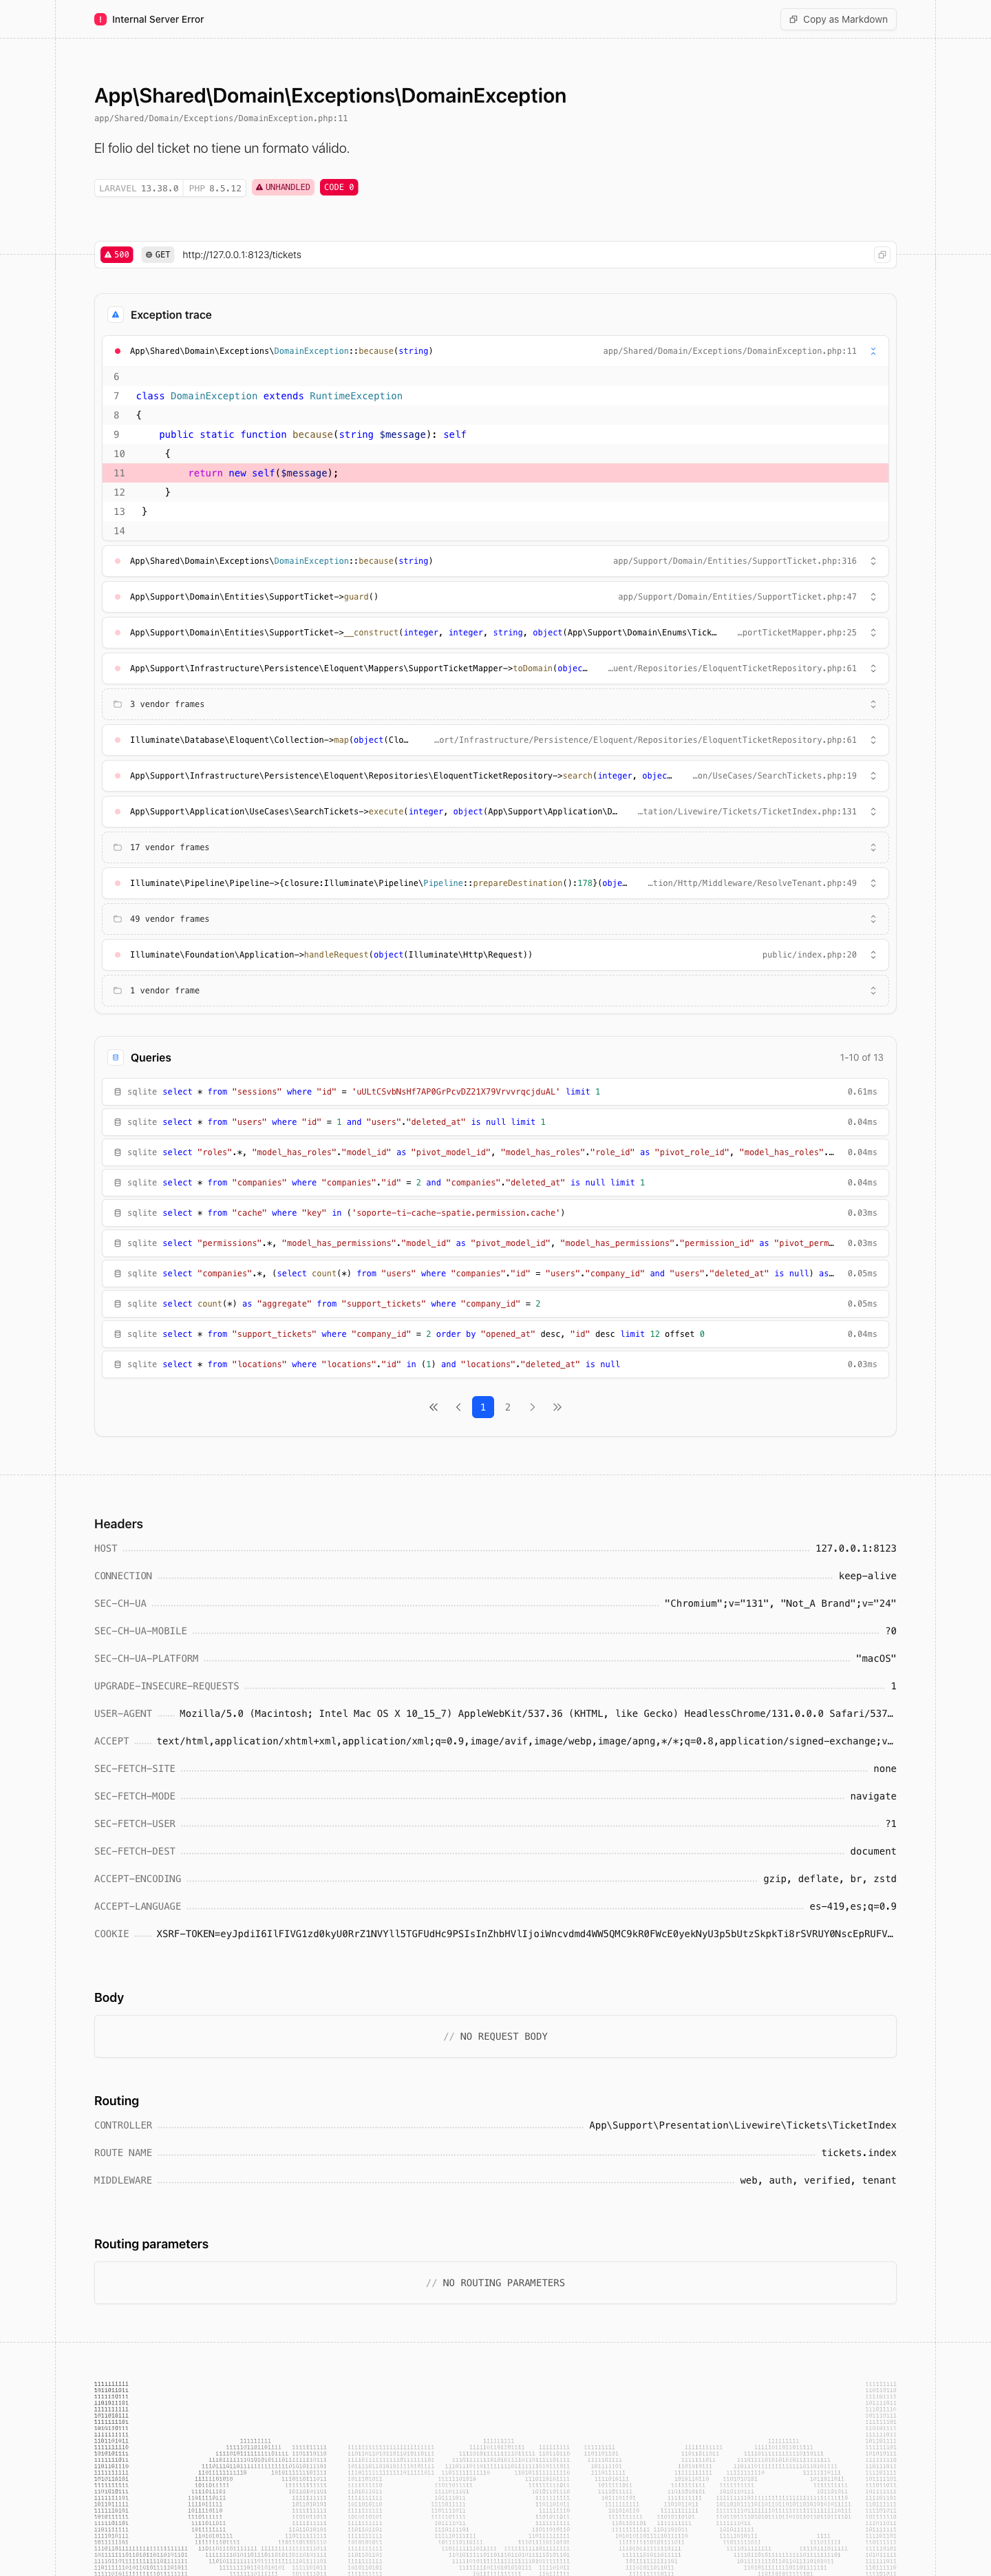 Internal Server Error
Copy as Markdown
App\Shared\Domain\Exceptions\DomainException
app/Shared/Domain/Exceptions/DomainException.php:11
El folio del ticket no tiene un formato válido.
LARAVEL 13.38.0 PHP 8.5.12 UNHANDLED CODE 0
500 GET http://127.0.0.1:8123/tickets
Exception trace
App\Shared\Domain\Exceptions\DomainException::because(string) app/Shared/Domain/Exceptions/DomainException.php:11
6
7 class DomainException extends RuntimeException
8 {
9 public static function because(string $message): self
10 {
11 return new self($message);
12 }
13 }
14
App\Shared\Domain\Exceptions\DomainException::because(string) app/Support/Domain/Entities/SupportTicket.php:316
App\Support\Domain\Entities\SupportTicket->guard() app/Support/Domain/Entities/SupportTicket.php:47
App\Support\Domain\Entities\SupportTicket->__construct(integer, integer, string, object(App\Support\Domain\Enums\Tick… …portTicketMapper.php:25
App\Support\Infrastructure\Persistence\Eloquent\Mappers\SupportTicketMapper->toDomain(objec… …uent/Repositories/EloquentTicketRepository.php:61
3 vendor frames
Illuminate\Database\Eloquent\Collection->map(object(Clo… …ort/Infrastructure/Persistence/Eloquent/Repositories/EloquentTicketRepository.php:61
App\Support\Infrastructure\Persistence\Eloquent\Repositories\EloquentTicketRepository->search(integer, objec… …on/UseCases/SearchTickets.php:19
App\Support\Application\UseCases\SearchTickets->execute(integer, object(App\Support\Application\D… …tation/Livewire/Tickets/TicketIndex.php:131
17 vendor frames
Illuminate\Pipeline\Pipeline->{closure:Illuminate\Pipeline\Pipeline::prepareDestination():178}(obje… …tion/Http/Middleware/ResolveTenant.php:49
49 vendor frames
Illuminate\Foundation\Application->handleRequest(object(Illuminate\Http\Request)) public/index.php:20
1 vendor frame
Queries
1-10 of 13
sqlite select * from "sessions" where "id" = 'uULtCSvbNsHf7AP0GrPcvDZ21X79VrvvrqcjduAL' limit 1 0.61ms
sqlite select * from "users" where "id" = 1 and "users"."deleted_at" is null limit 1 0.04ms
sqlite select "roles".*, "model_has_roles"."model_id" as "pivot_model_id", "model_has_roles"."role_id" as "pivot_role_id", "model_has_roles".… 0.04ms
sqlite select * from "companies" where "companies"."id" = 2 and "companies"."deleted_at" is null limit 1 0.04ms
sqlite select * from "cache" where "key" in ('soporte-ti-cache-spatie.permission.cache') 0.03ms
sqlite select "permissions".*, "model_has_permissions"."model_id" as "pivot_model_id", "model_has_permissions"."permission_id" as "pivot_perm… 0.03ms
sqlite select "companies".*, (select count(*) from "users" where "companies"."id" = "users"."company_id" and "users"."deleted_at" is null) as… 0.05ms
sqlite select count(*) as "aggregate" from "support_tickets" where "company_id" = 2 0.05ms
sqlite select * from "support_tickets" where "company_id" = 2 order by "opened_at" desc, "id" desc limit 12 offset 0 0.04ms
sqlite select * from "locations" where "locations"."id" in (1) and "locations"."deleted_at" is null 0.03ms
1 2
Headers
HOST 127.0.0.1:8123
CONNECTION keep-alive
SEC-CH-UA "Chromium";v="131", "Not_A Brand";v="24"
SEC-CH-UA-MOBILE ?0
SEC-CH-UA-PLATFORM "macOS"
UPGRADE-INSECURE-REQUESTS 1
USER-AGENT Mozilla/5.0 (Macintosh; Intel Mac OS X 10_15_7) AppleWebKit/537.36 (KHTML, like Gecko) HeadlessChrome/131.0.0.0 Safari/537…
ACCEPT text/html,application/xhtml+xml,application/xml;q=0.9,image/avif,image/webp,image/apng,*/*;q=0.8,application/signed-exchange;v…
SEC-FETCH-SITE none
SEC-FETCH-MODE navigate
SEC-FETCH-USER ?1
SEC-FETCH-DEST document
ACCEPT-ENCODING gzip, deflate, br, zstd
ACCEPT-LANGUAGE es-419,es;q=0.9
COOKIE
Body
// NO REQUEST BODY
Routing
CONTROLLER App\Support\Presentation\Livewire\Tickets\TicketIndex
ROUTE NAME tickets.index
MIDDLEWARE web, auth, verified, tenant
Routing parameters
// NO ROUTING PARAMETERS